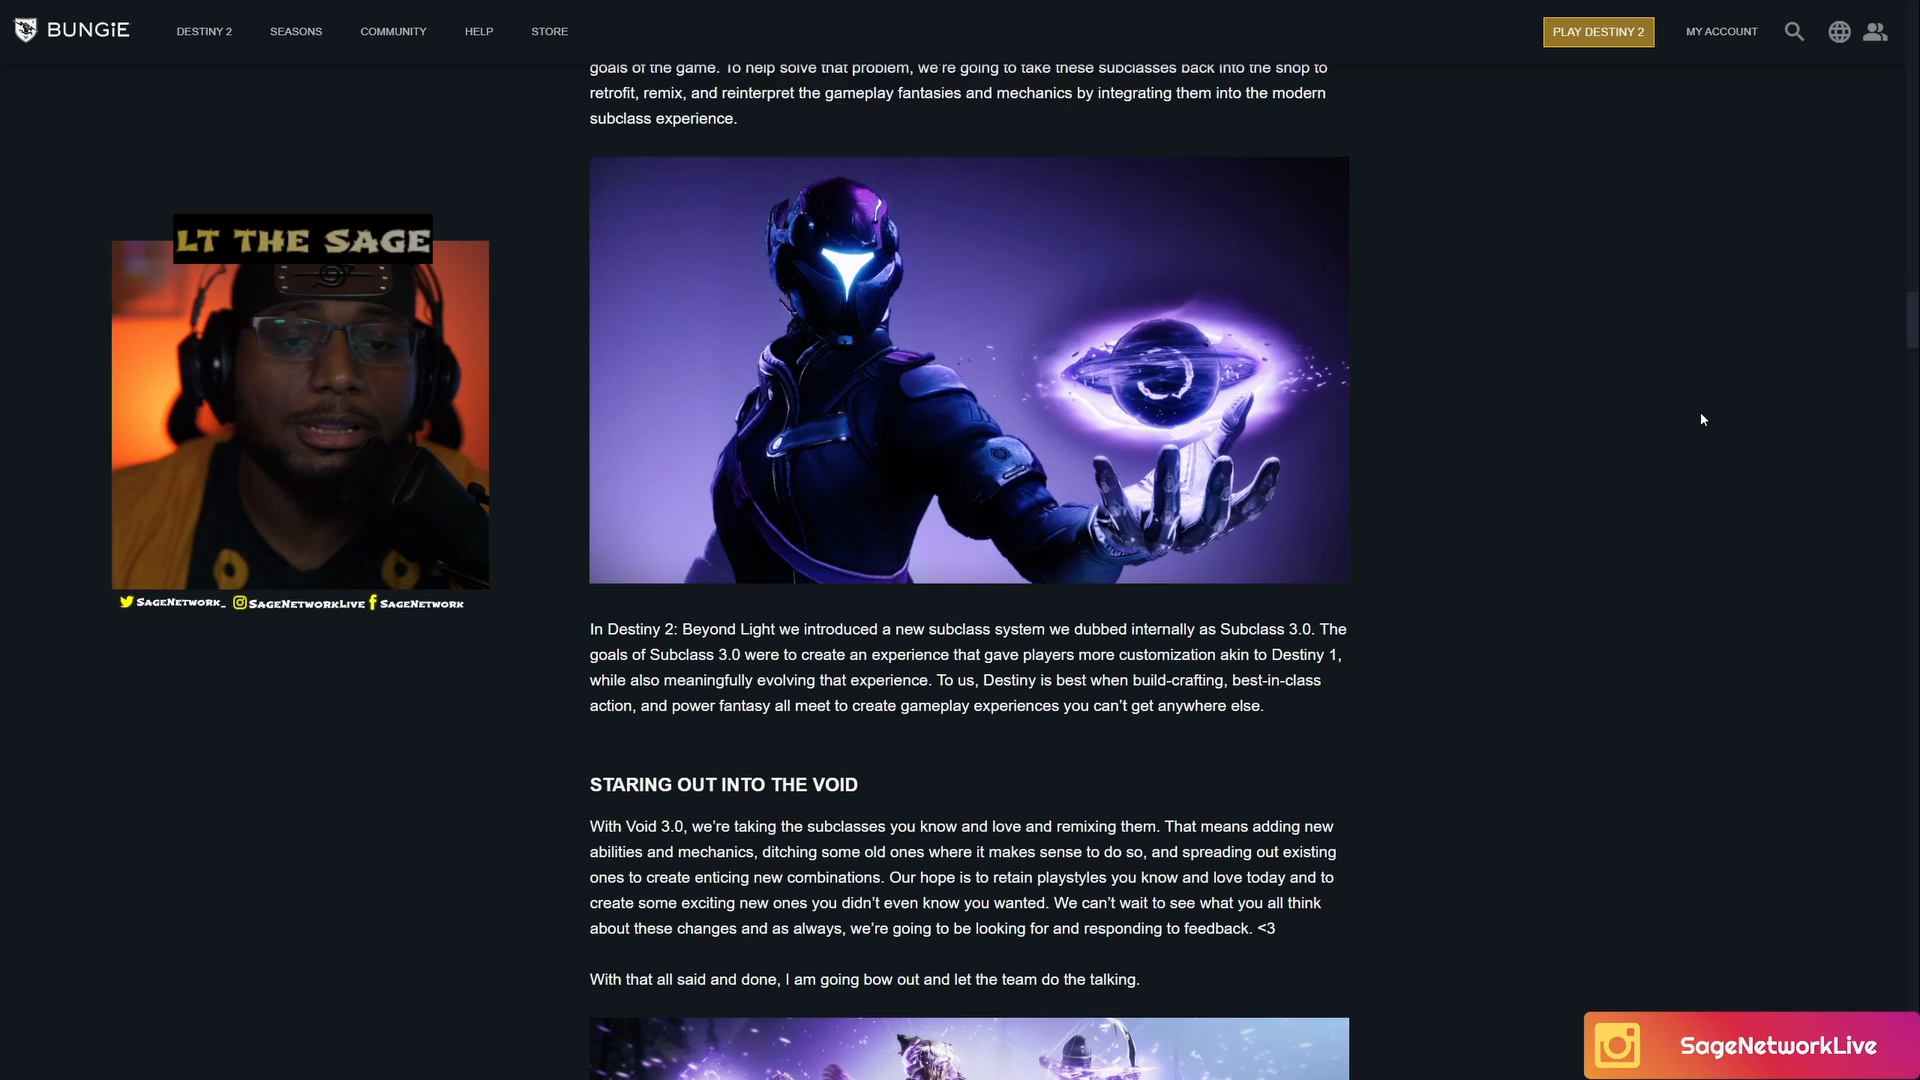 BUNGiE
DESTINY 2
SEASONS
COMMUNITY
HELP
STORE
PLAY DESTINY 2
MY ACCOUNT
goals of the game. To help solve that problem, we're going to take these subclasses back into the shop to
retrofit, remix, and reinterpret the gameplay fantasies and mechanics by integrating them into the modern
subclass experience.
LT THE SAGE
SAGENETWORK_ SAGENETWORKLIVE SAGENETWORK
In Destiny 2: Beyond Light we introduced a new subclass system we dubbed internally as Subclass 3.0. The
goals of Subclass 3.0 were to create an experience that gave players more customization akin to Destiny 1,
while also meaningfully evolving that experience. To us, Destiny is best when build-crafting, best-in-class
action, and power fantasy all meet to create gameplay experiences you can't get anywhere else.
STARING OUT INTO THE VOID
With Void 3.0, we're taking the subclasses you know and love and remixing them. That means adding new
abilities and mechanics, ditching some old ones where it makes sense to do so, and spreading out existing
ones to create enticing new combinations. Our hope is to retain playstyles you know and love today and to
create some exciting new ones you didn't even know you wanted. We can't wait to see what you all think
about these changes and as always, we're going to be looking for and responding to feedback. <3
With that all said and done, I am going bow out and let the team do the talking.
SageNetworkLive